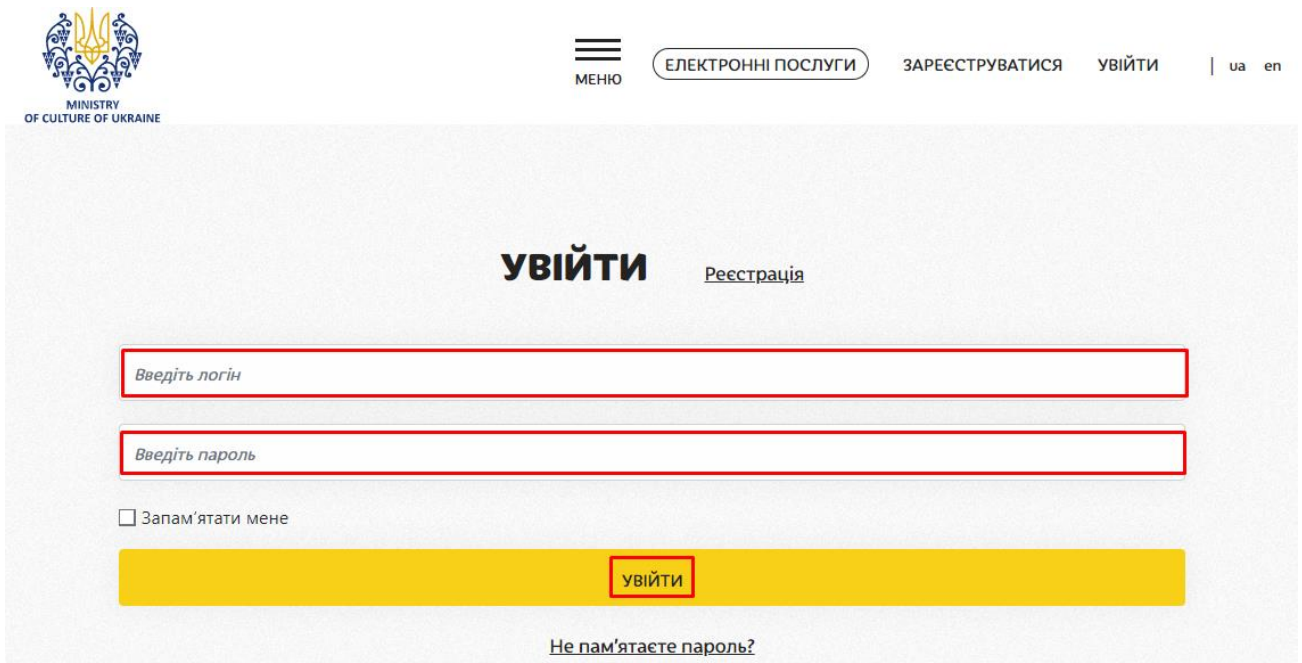 MINISTRY
OF CULTURE OF UKRAINE
МЕНЮ
ЕЛЕКТРОННІ ПОСЛУГИ
ЗАРЕЄСТРУВАТИСЯ
УВІЙТИ
| ua en
УВІЙТИ
Реєстрація
Введіть логін
Введіть пароль
Запам’ятати мене
УВІЙТИ
Не пам’ятаєте пароль?